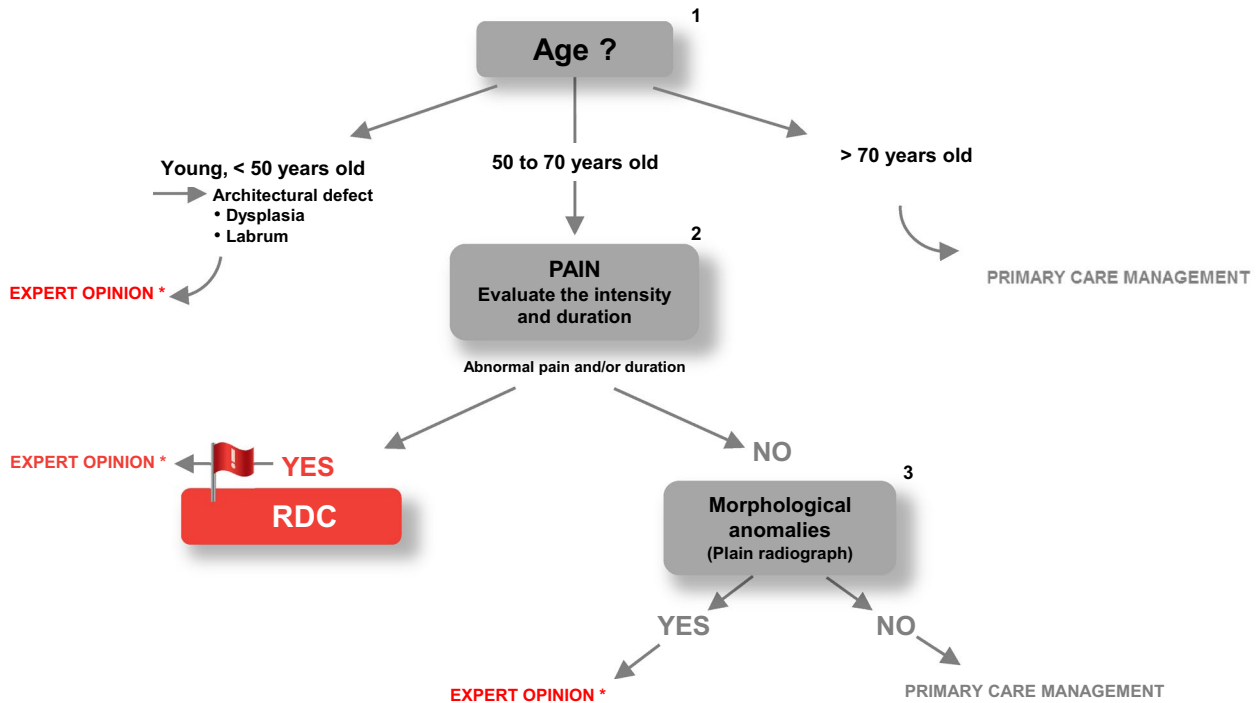 1
Age ?
Young, < 50 years old
Architectural defect
• Dysplasia
• Labrum
EXPERT OPINION *
50 to 70 years old
> 70 years old
PRIMARY CARE MANAGEMENT
2
PAIN
Evaluate the intensity
and duration
Abnormal pain and/or duration
EXPERT OPINION *
!
YES
RDC
NO
3
Morphological
anomalies
(Plain radiograph)
YES
NO
EXPERT OPINION *
PRIMARY CARE MANAGEMENT